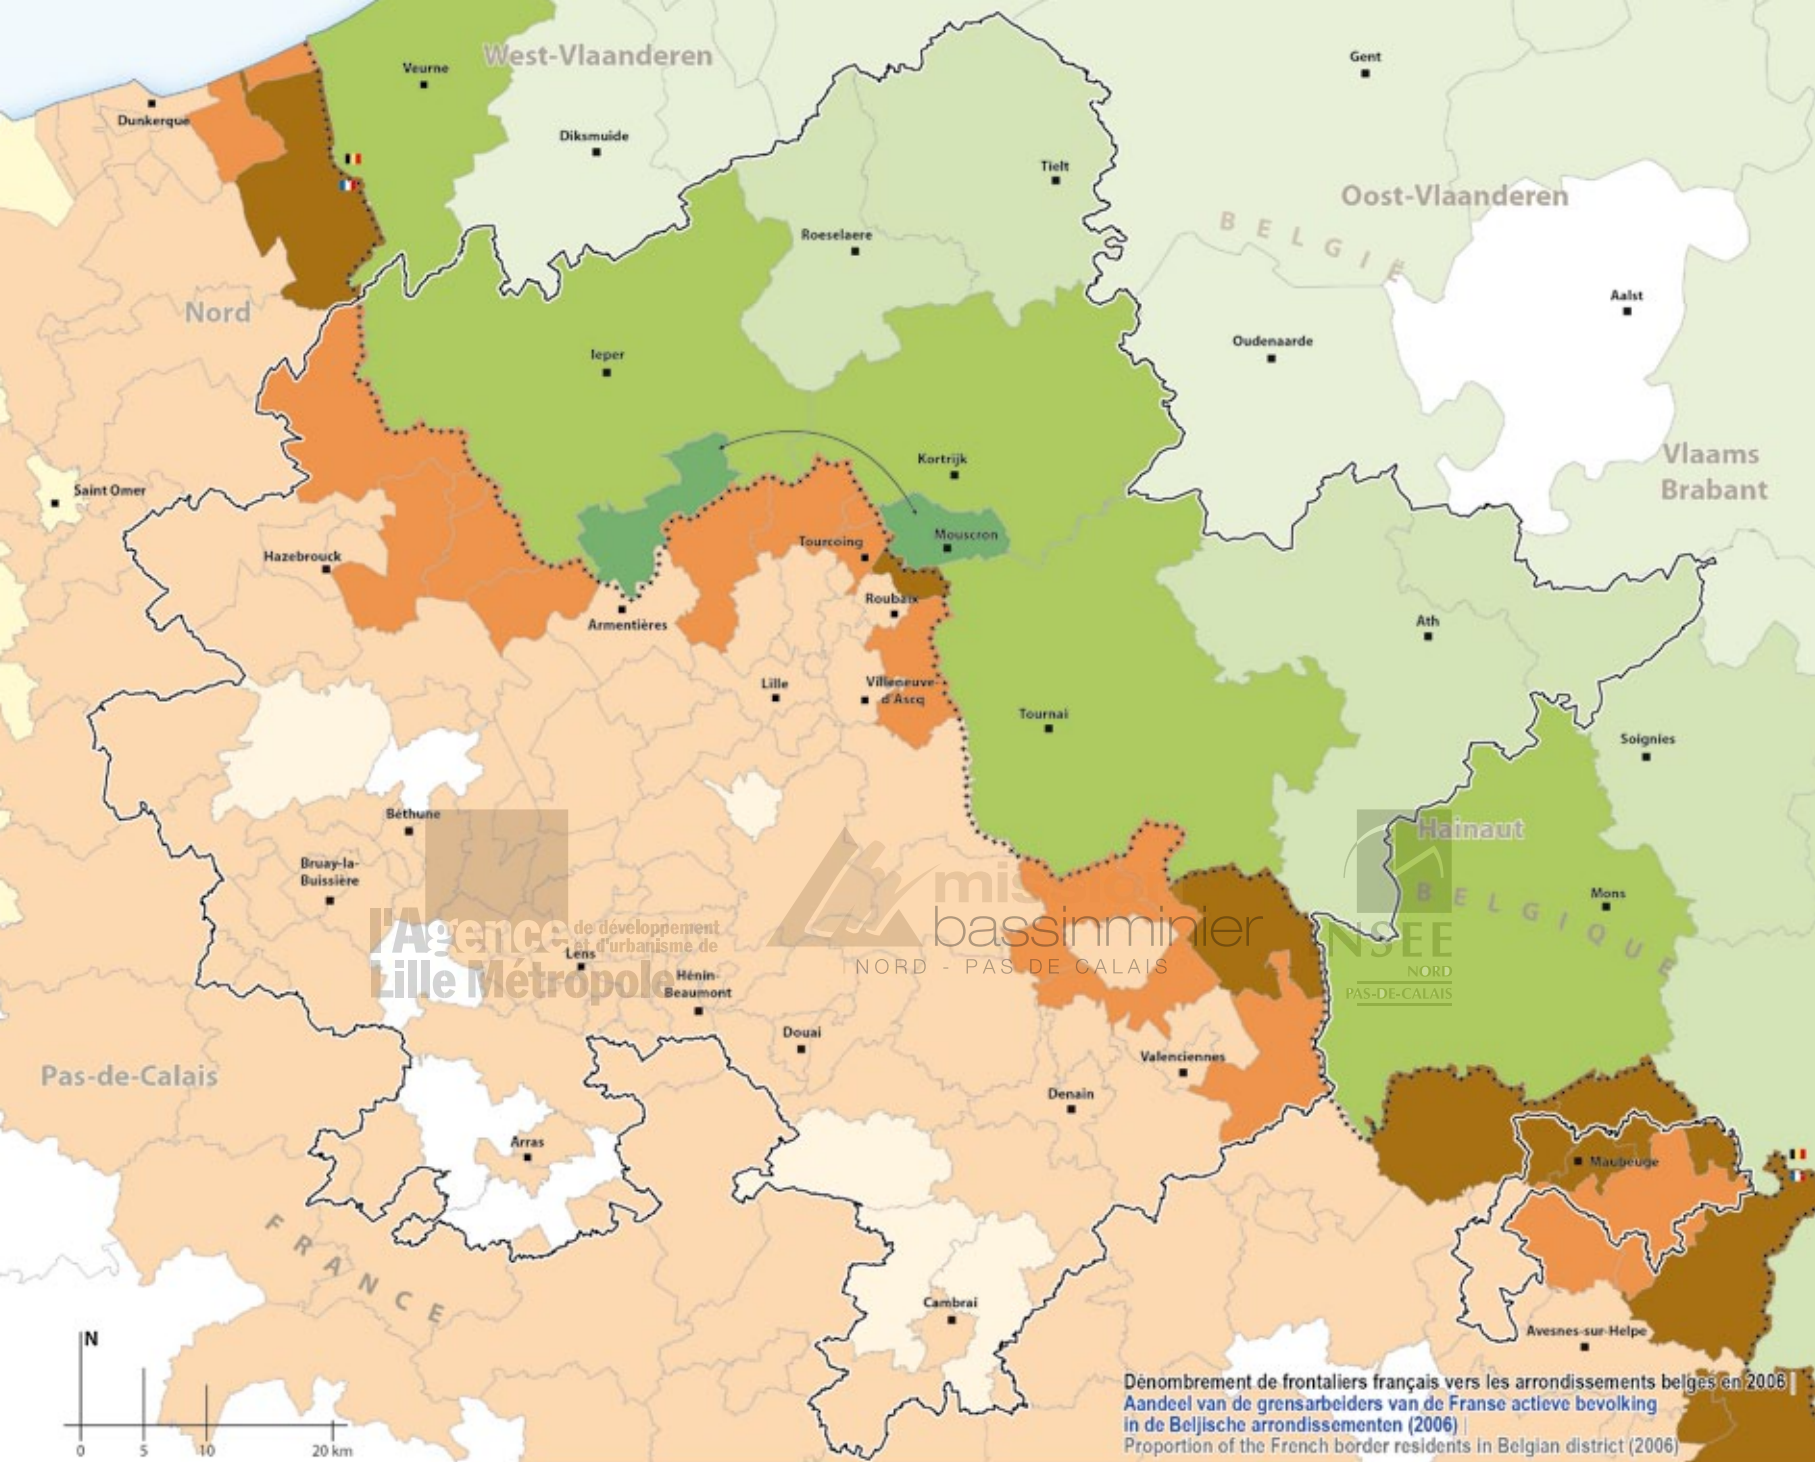 West-Vlaanderen
Gent
Veurne
Dunkerque
Diksmuide
Tielt
Oost-Vlaanderen
BELGIË
Roeselaere
Nord
Aalst
Oudenaarde
Ieper
Kortrijk
Vlaams
Brabant
Saint Omer
Mouscron
Tourcoing
Hazebrouck
Roubaix
Armentières
Ath
Lille
Villeneuve-
d'Ascq
Tournai
Soignies
Béthune
Hainaut
Bruay-la-
Buissière
mission
bassinminier
NORD - PAS DE CALAIS
BELGIQUE
Mons
l'Agence de développement
et d'urbanisme de
Lille Métropole
INSEE
NORD
PAS-DE-CALAIS
Lens
Hénin-
Beaumont
Douai
Valenciennes
Pas-de-Calais
Denain
Arras
Maubeuge
FRANCE
Cambrai
Avesnes-sur-Helpe
N
0 5 10 20 km
Dénombrement de frontaliers français vers les arrondissements belges en 2006 |
Aandeel van de grensarbeiders van de Franse actieve bevolking
in de Beljische arrondissementen (2006) |
Proportion of the French border residents in Belgian district (2006)